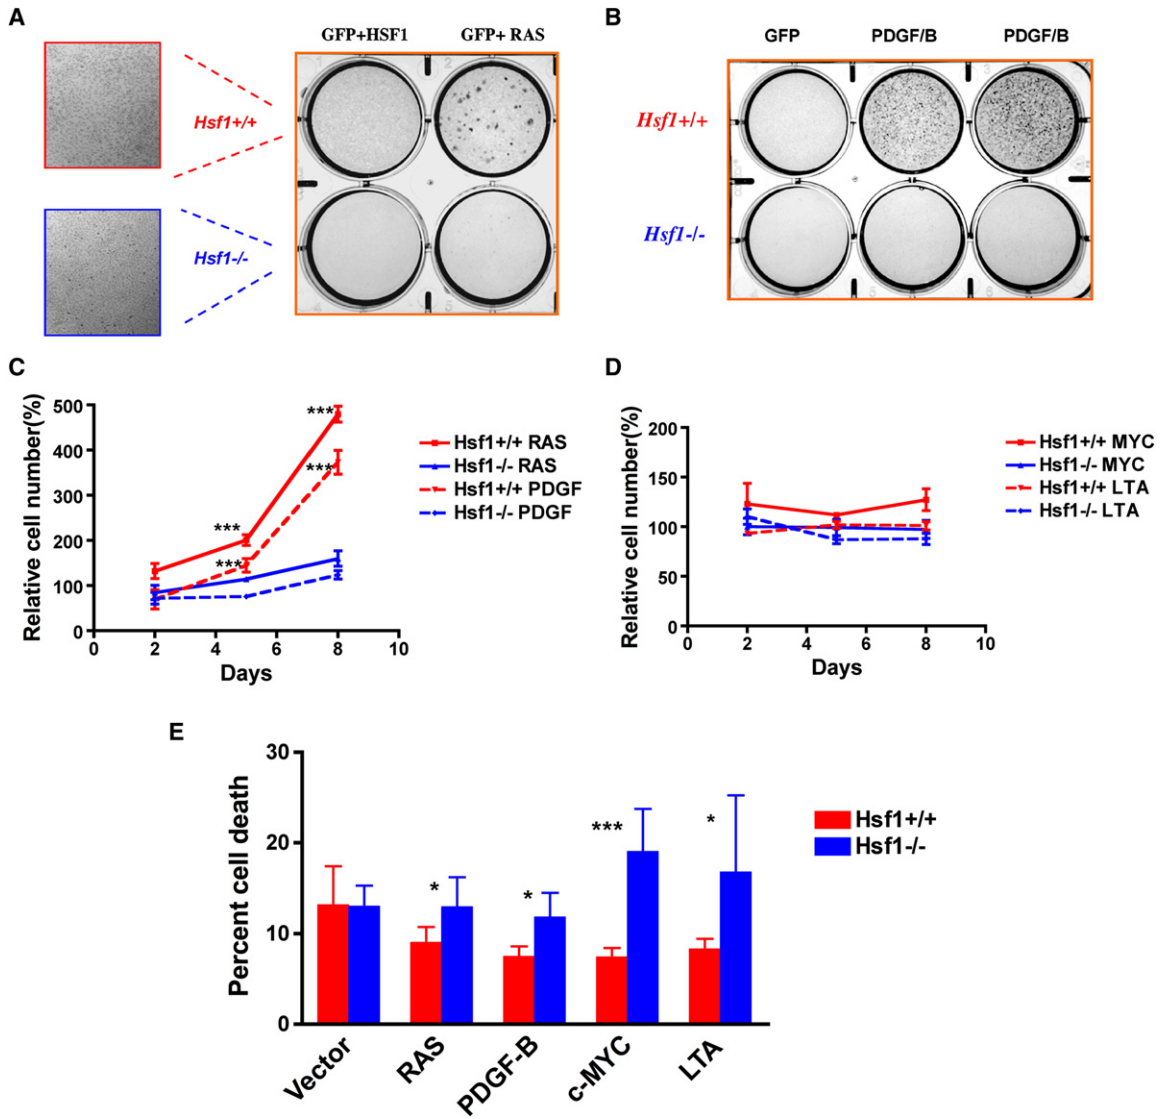 A
GFP+HSF1 GFP+ RAS
Hsf1+/+
Hsf1-/-
B
GFP PDGF/B PDGF/B
Hsf1+/+
Hsf1-/-
C
Relative cell number(%)
500
400
300
200
100
0
0 2 4 6 8 10
Days
***
***
***
***
Hsf1+/+ RAS
Hsf1-/- RAS
Hsf1+/+ PDGF
Hsf1-/- PDGF
D
Relative cell number(%)
200
150
100
50
0
0 2 4 6 8 10
Days
Hsf1+/+ MYC
Hsf1-/- MYC
Hsf1+/+ LTA
Hsf1-/- LTA
E
Percent cell death
30
20
10
0
* * *** *
Vector RAS PDGF-B c-MYC LTA
Hsf1+/+
Hsf1-/-